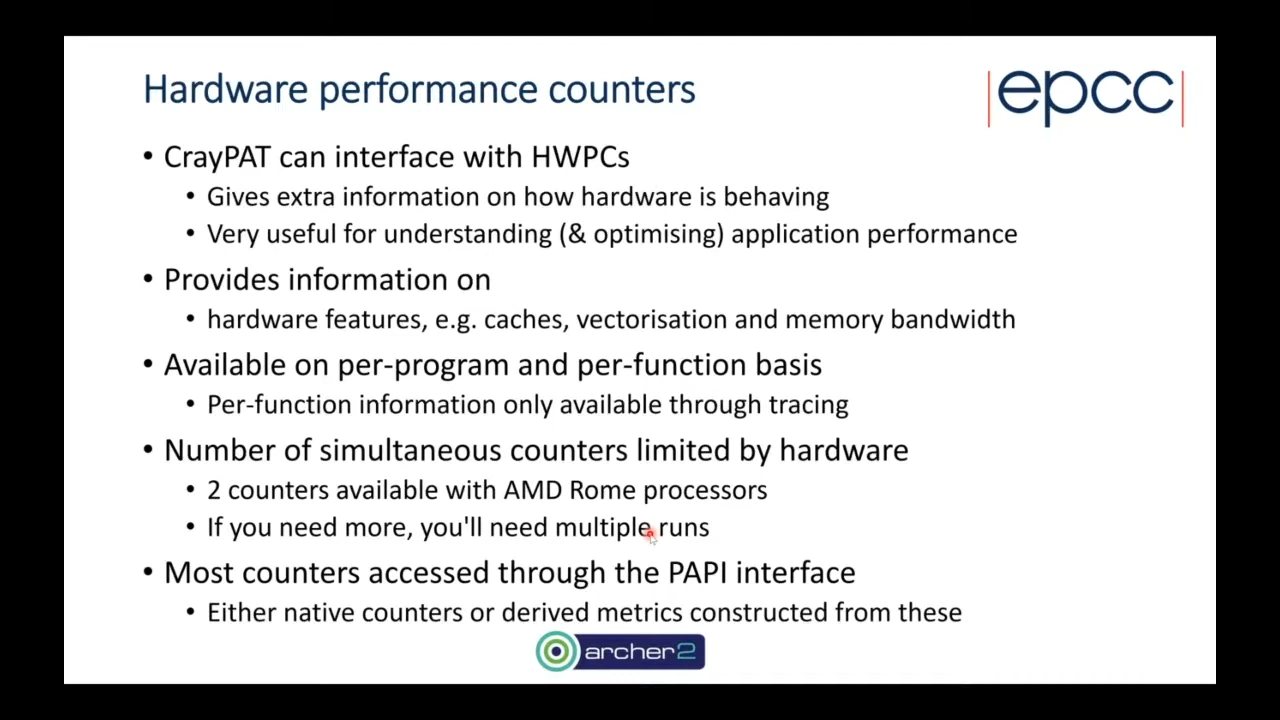 Hardware performance counters
epcc
• CrayPAT can interface with HWPCs
• Gives extra information on how hardware is behaving
• Very useful for understanding (& optimising) application performance
• Provides information on
• hardware features, e.g. caches, vectorisation and memory bandwidth
• Available on per-program and per-function basis
• Per-function information only available through tracing
• Number of simultaneous counters limited by hardware
• 2 counters available with AMD Rome processors
• If you need more, you'll need multiple runs
• Most counters accessed through the PAPI interface
• Either native counters or derived metrics constructed from these
archer2